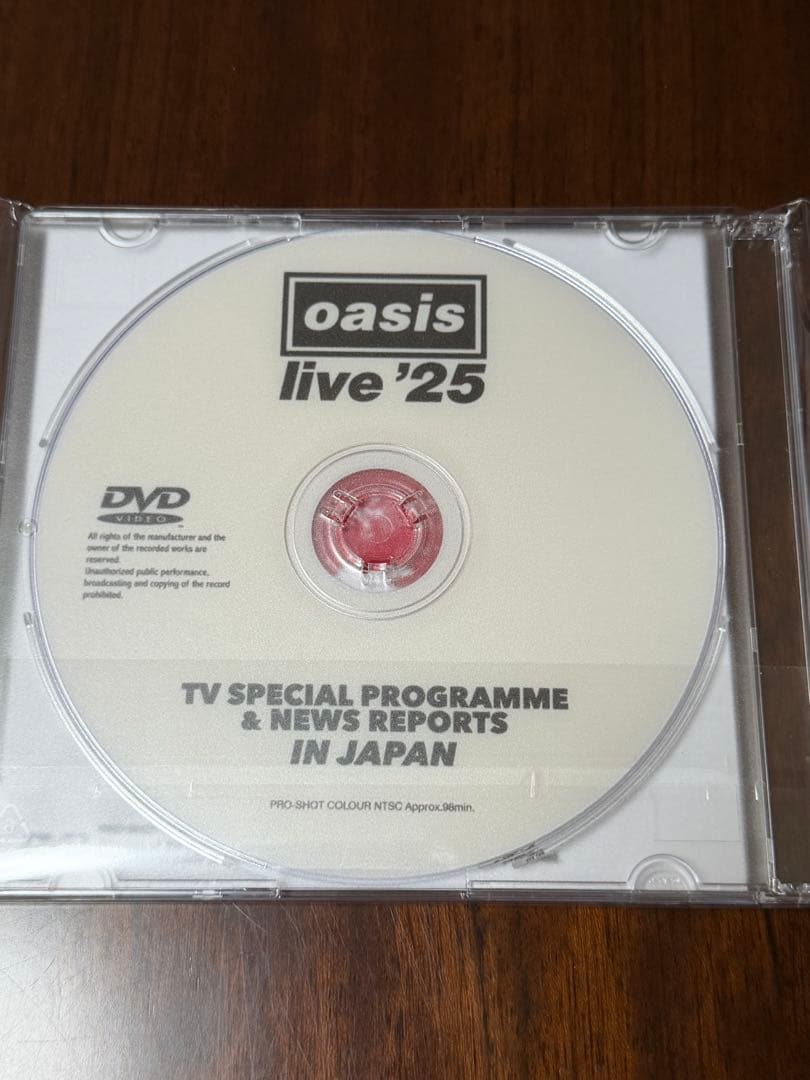 oasis
live ’25
DVD
VIDEO
All rights of the manufacturer and the
owner of the recorded works are
reserved.
Unauthorized public performance,
broadcasting and copying of the record
prohibited.
TV SPECIAL PROGRAMME
& NEWS REPORTS
IN JAPAN
PRO-SHOT COLOUR NTSC Approx.98min.